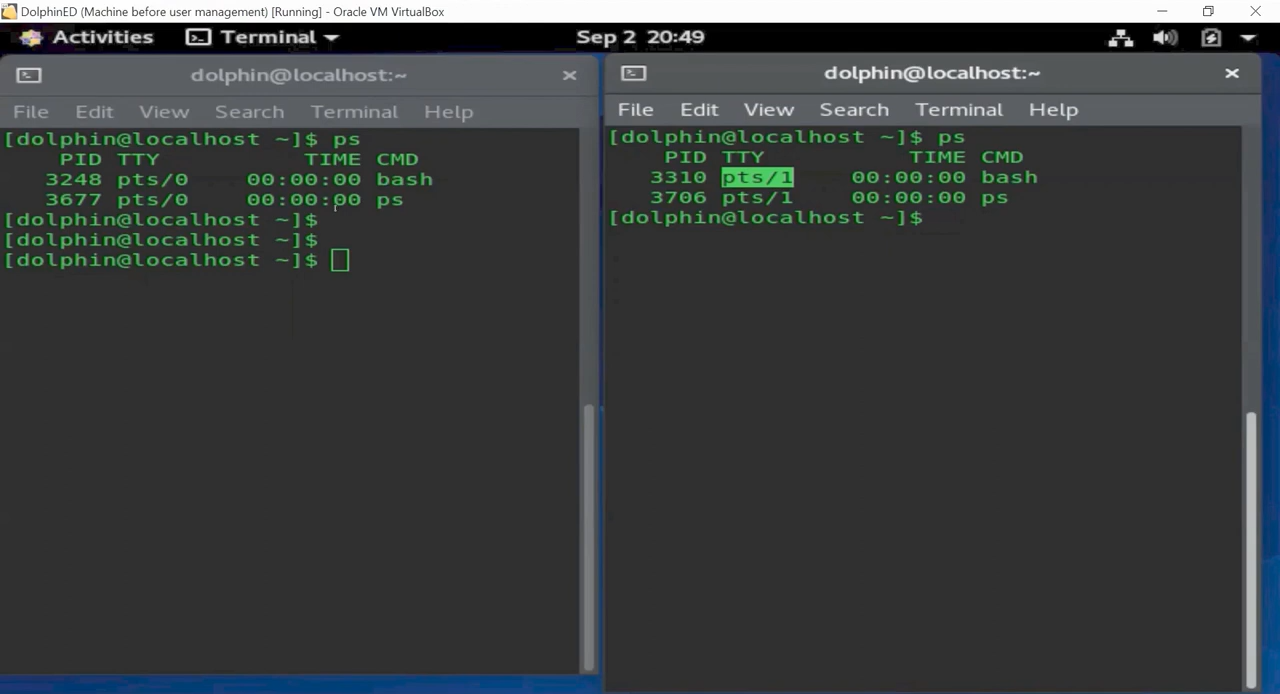 DolphinED (Machine before user management) [Running] - Oracle VM VirtualBox
Activities Terminal Sep 2 20:49
dolphin@localhost:~
File Edit View Search Terminal Help
[dolphin@localhost ~]$ ps
PID TTY TIME CMD
3248 pts/0 00:00:00 bash
3677 pts/0 00:00:00 ps
[dolphin@localhost ~]$
[dolphin@localhost ~]$
[dolphin@localhost ~]$
dolphin@localhost:~
File Edit View Search Terminal Help
[dolphin@localhost ~]$ ps
PID TTY TIME CMD
3310 pts/1 00:00:00 bash
3706 pts/1 00:00:00 ps
[dolphin@localhost ~]$